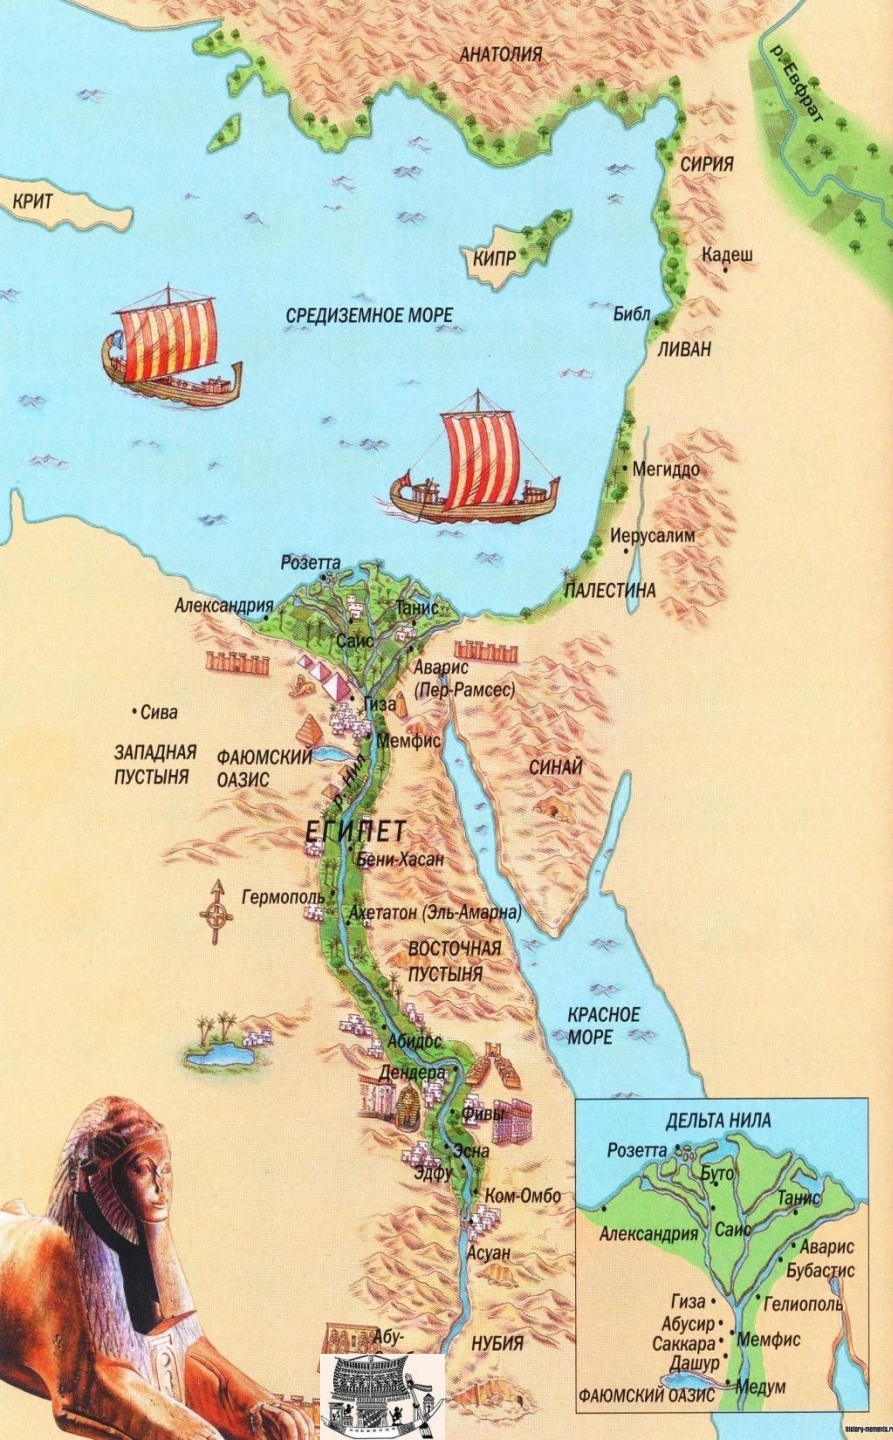 АНАТОЛИЯ
р. Евфрат
СИРИЯ
КРИТ
Кадеш
КИПР
СРЕДИЗЕМНОЕ МОРЕ
Библ
ЛИВАН
Мегиддо
Иерусалим
Розетта
ПАЛЕСТИНА
Александрия
Танис
Саис
Аварис
(Пер-Рамсес)
Гиза
Сива
Мемфис
ЗАПАДНАЯ
ПУСТЫНЯ
ФАЮМСКИЙ
ОАЗИС
СИНАЙ
р. Нил
ЕГИПЕТ
Бени-Хасан
Гермополь
Ахетатон (Эль-Амарна)
ВОСТОЧНАЯ
ПУСТЫНЯ
КРАСНОЕ
МОРЕ
Абидос
Дендера
Фивы
Эсна
Эдфу
Ком-Омбо
Асуан
Абу-
НУБИЯ
ДЕЛЬТА НИЛА
Розетта
Буто
Танис
Александрия
Саис
Аварис
Бубастис
Гиза
Гелиополь
Абусир
Мемфис
Саккара
Дашур
Медум
ФАЮМСКИЙ ОАЗИС